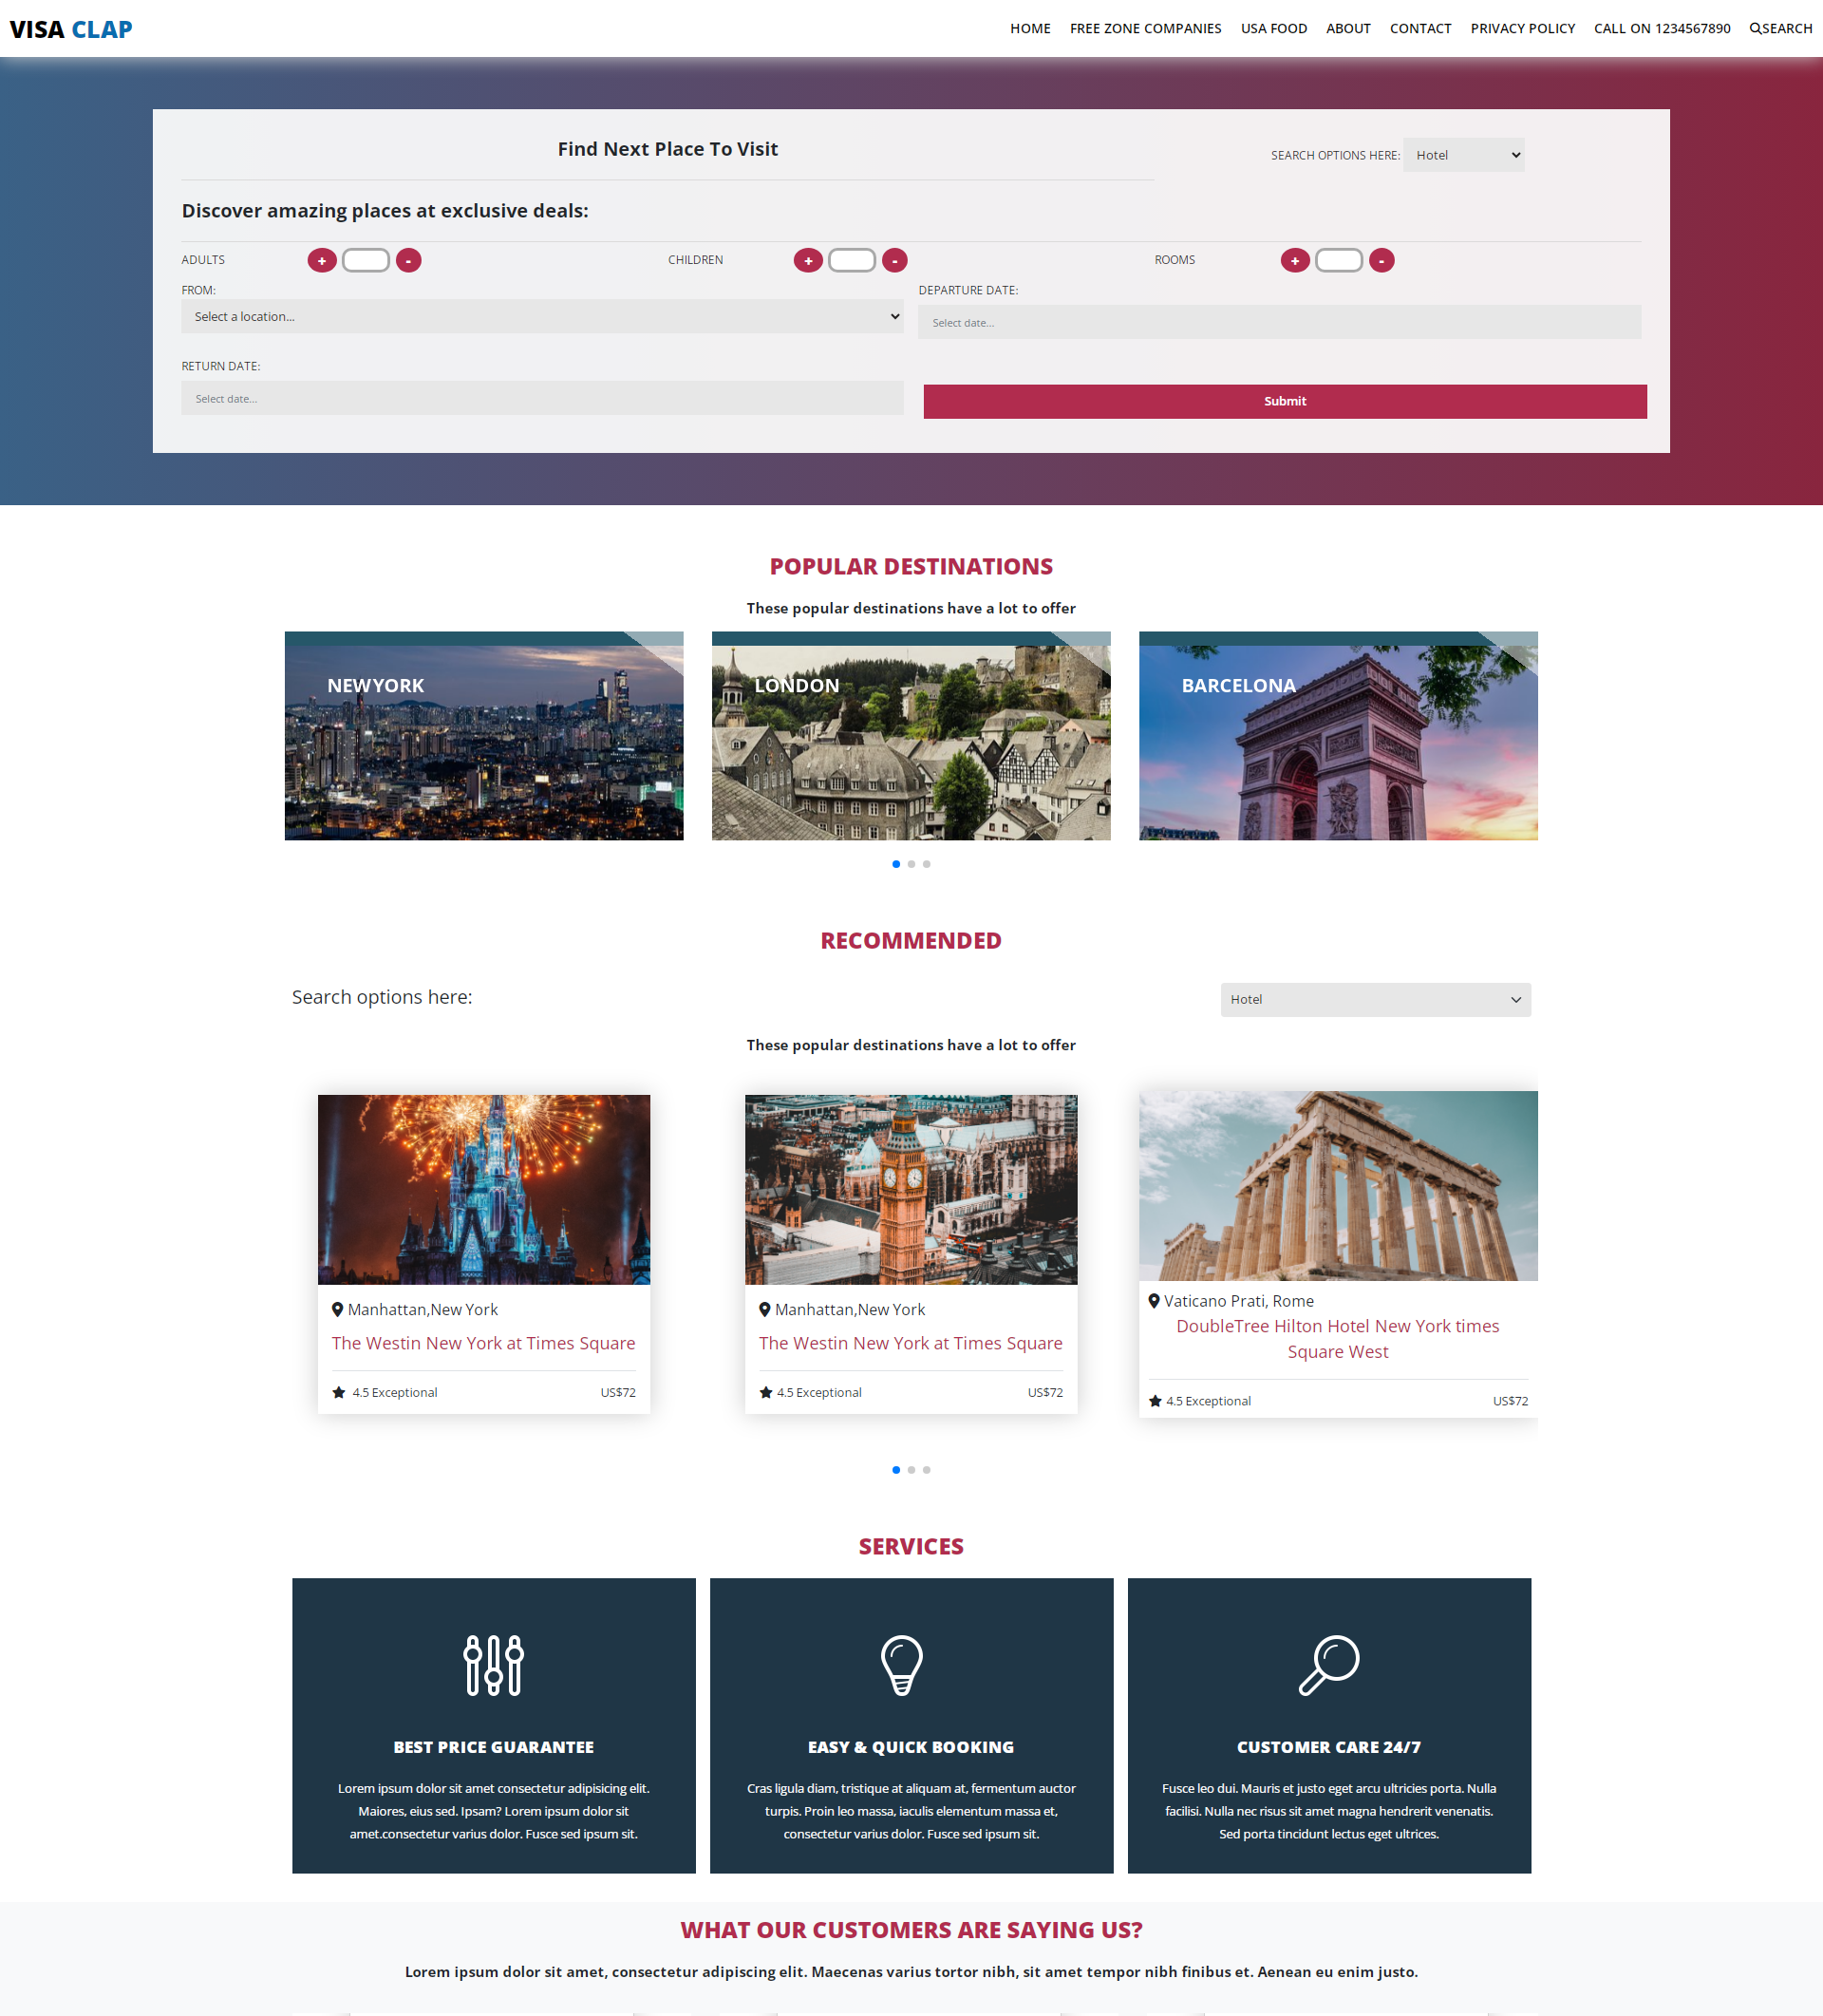 VISA CLAP
HOME FREE ZONE COMPANIES USA FOOD ABOUT CONTACT PRIVACY POLICY CALL ON 1234567890 SEARCH
Find Next Place To Visit
SEARCH OPTIONS HERE: Hotel
Discover amazing places at exclusive deals:
ADULTS + - CHILDREN + - ROOMS + -
FROM:
Select a location...
DEPARTURE DATE:
Select date...
RETURN DATE:
Select date...
Submit
POPULAR DESTINATIONS
These popular destinations have a lot to offer
NEWYORK
LONDON
BARCELONA
RECOMMENDED
Search options here:
Hotel
These popular destinations have a lot to offer
Manhattan,New York
The Westin New York at Times Square
4.5 Exceptional US$72
Manhattan,New York
The Westin New York at Times Square
4.5 Exceptional US$72
Vaticano Prati, Rome
DoubleTree Hilton Hotel New York times
Square West
4.5 Exceptional US$72
SERVICES
BEST PRICE GUARANTEE
Lorem ipsum dolor sit amet consectetur adipisicing elit.
Maiores, eius sed. Ipsam? Lorem ipsum dolor sit
amet.consectetur varius dolor. Fusce sed ipsum sit.
EASY & QUICK BOOKING
Cras ligula diam, tristique at aliquam at, fermentum auctor
turpis. Proin leo massa, iaculis elementum massa et,
consectetur varius dolor. Fusce sed ipsum sit.
CUSTOMER CARE 24/7
Fusce leo dui. Mauris et justo eget arcu ultricies porta. Nulla
facilisi. Nulla nec risus sit amet magna hendrerit venenatis.
Sed porta tincidunt lectus eget ultrices.
WHAT OUR CUSTOMERS ARE SAYING US?
Lorem ipsum dolor sit amet, consectetur adipiscing elit. Maecenas varius tortor nibh, sit amet tempor nibh finibus et. Aenean eu enim justo.